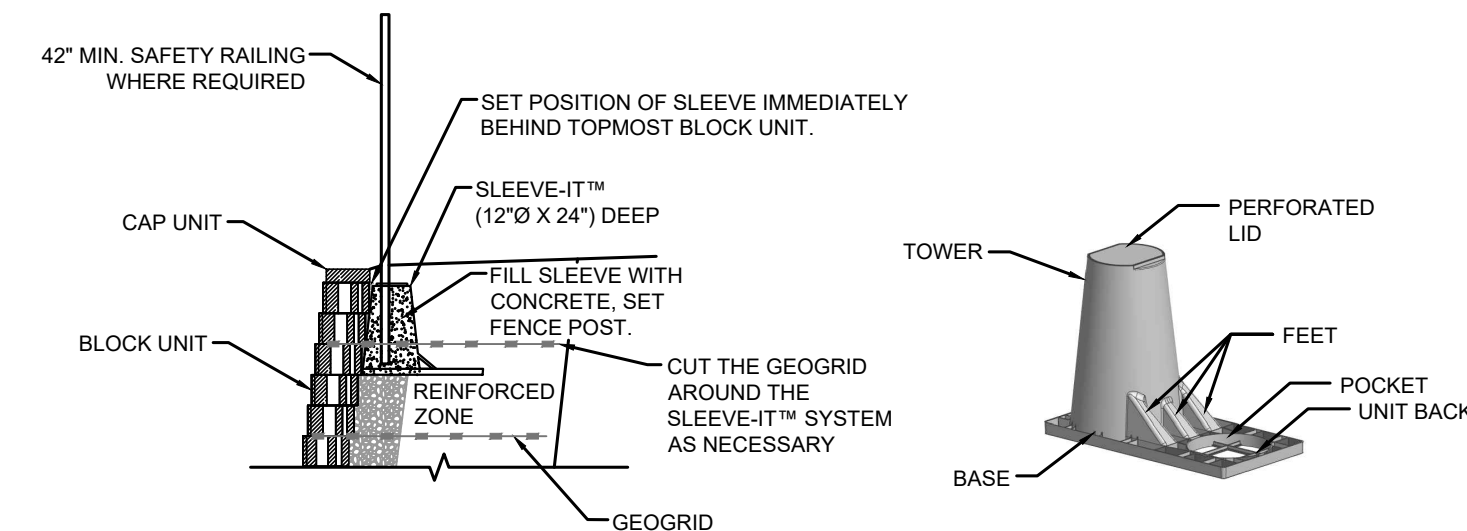 42" MIN. SAFETY RAILING
WHERE REQUIRED
SET POSITION OF SLEEVE IMMEDIATELY
BEHIND TOPMOST BLOCK UNIT.
SLEEVE-IT™
(12"Ø X 24") DEEP
CAP UNIT
FILL SLEEVE WITH
CONCRETE, SET
FENCE POST.
BLOCK UNIT
CUT THE GEOGRID
AROUND THE
SLEEVE-IT™ SYSTEM
AS NECESSARY
REINFORCED
ZONE
GEOGRID
PERFORATED
LID
TOWER
FEET
POCKET
UNIT BACK
BASE